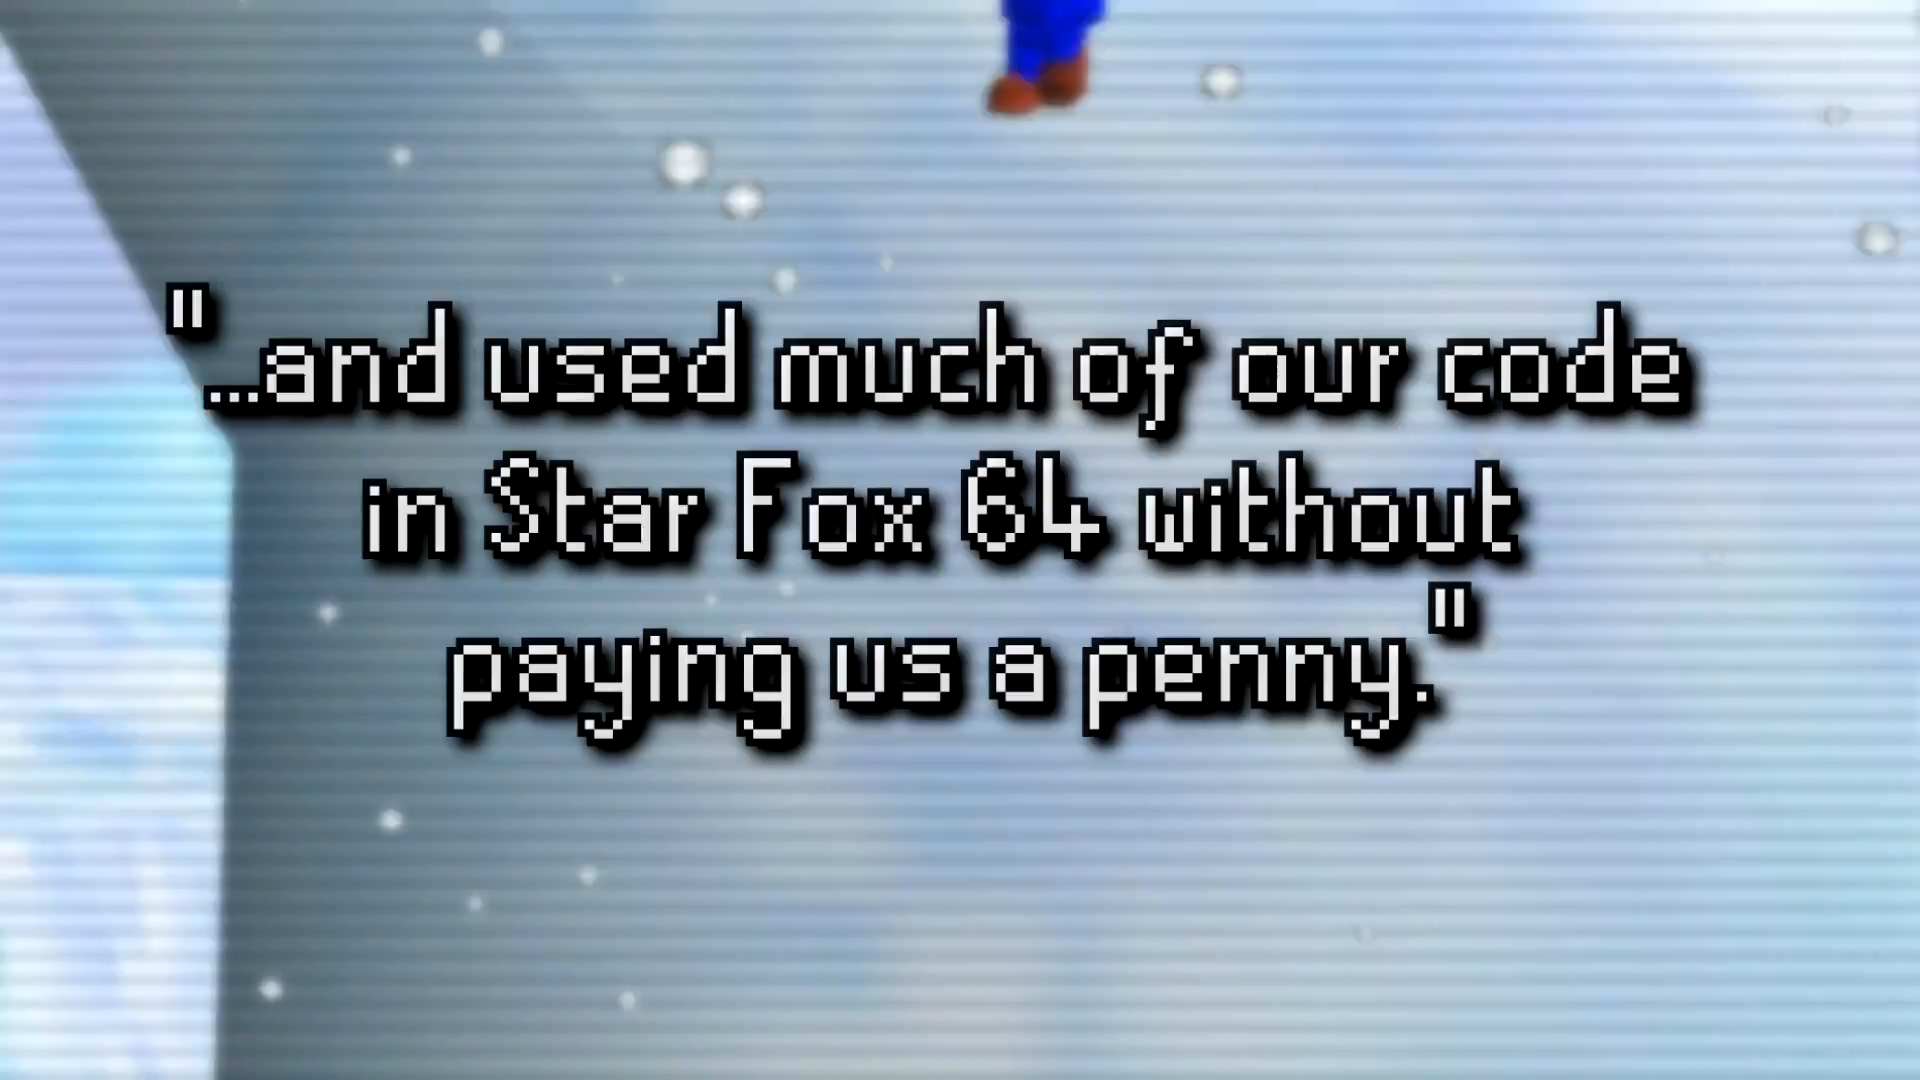 "...and used much of our code
in Star Fox 64 without
paying us a penny."